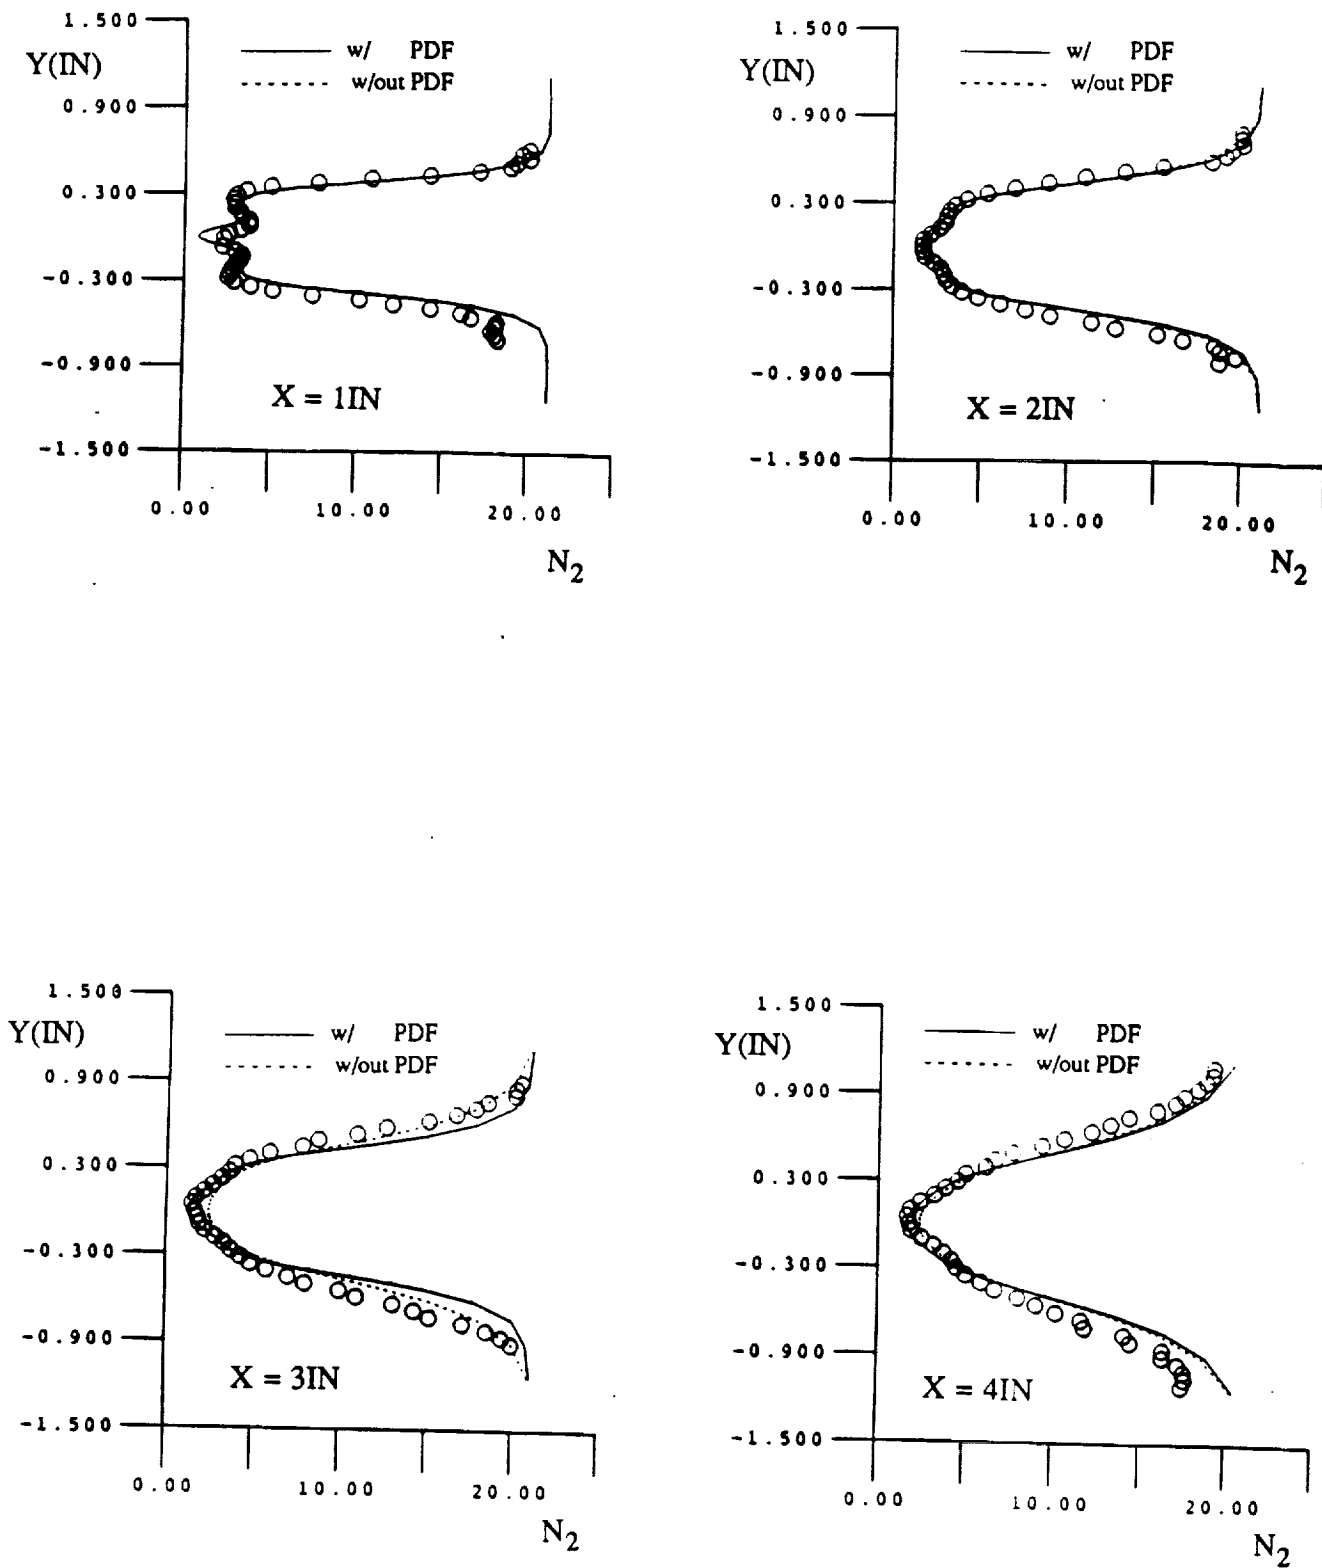 1.500
Y(IN)
w/ PDF
w/out PDF
0.900
0.300
-0.300
-0.900
X = 1IN
-1.500
0.00 10.00 20.00
N2
1.500
Y(IN)
w/ PDF
w/out PDF
0.900
0.300
-0.300
-0.900
X = 2IN
-1.500
0.00 10.00 20.00
N2
1.500
Y(IN)
w/ PDF
w/out PDF
0.900
0.300
-0.300
-0.900
X = 3IN
-1.500
0.00 10.00 20.00
N2
1.500
Y(IN)
w/ PDF
w/out PDF
0.900
0.300
-0.300
-0.900
X = 4IN
-1.500
0.00 10.00 20.00
N2